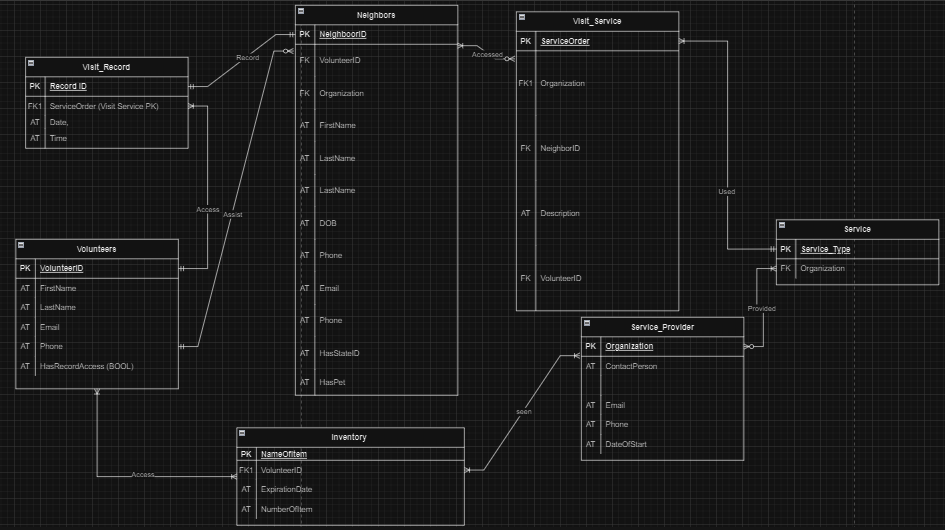 Neighbors
PK NeighboorID
FK VolunteerID
FK Organization
AT FirstName
AT LastName
AT LastName
AT DOB
AT Phone
AT Email
AT Phone
AT HasStateID
AT HasPet
Visit_Service
PK ServiceOrder
FK1 Organization
FK NeighborID
AT Description
FK VolunteerID
Visit_Record
PK Record ID
FK1 ServiceOrder (Visit Service PK)
AT Date,
AT Time
Record
Accessed
Access
Assist
Used
Volunteers
PK VolunteerID
AT FirstName
AT LastName
AT Email
AT Phone
AT HasRecordAccess (BOOL)
Service
PK Service_Type
FK Organization
Provided
Service_Provider
PK Organization
AT ContactPerson
AT Email
AT Phone
AT DateOfStart
seen
Inventory
PK NameOfItem
FK1 VolunteerID
AT ExpirationDate
AT NumberOfItem
Access